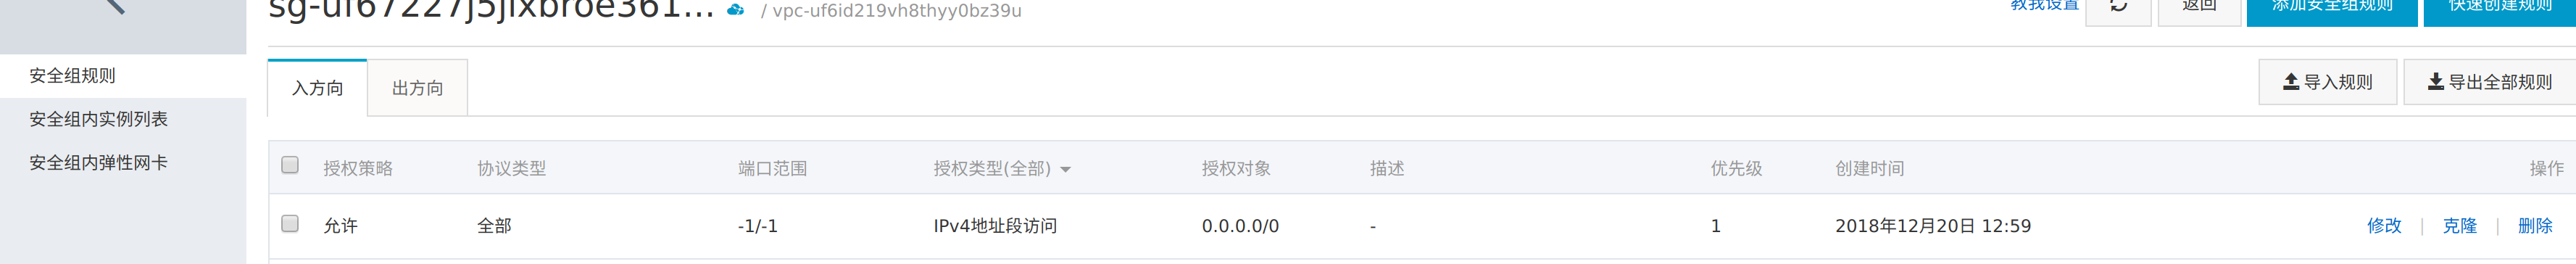 sg-uf67227j5jixbroe361... / vpc-uf6id219vh8thyy0bz39u 教我设置 返回 添加安全组规则 快速创建规则
安全组规则
安全组内实例列表
安全组内弹性网卡
入方向 出方向 导入规则 导出全部规则
授权策略 协议类型 端口范围 授权类型(全部) 授权对象 描述 优先级 创建时间 操作
允许 全部 -1/-1 IPv4地址段访问 0.0.0.0/0 - 1 2018年12月20日 12:59 修改 | 克隆 | 删除